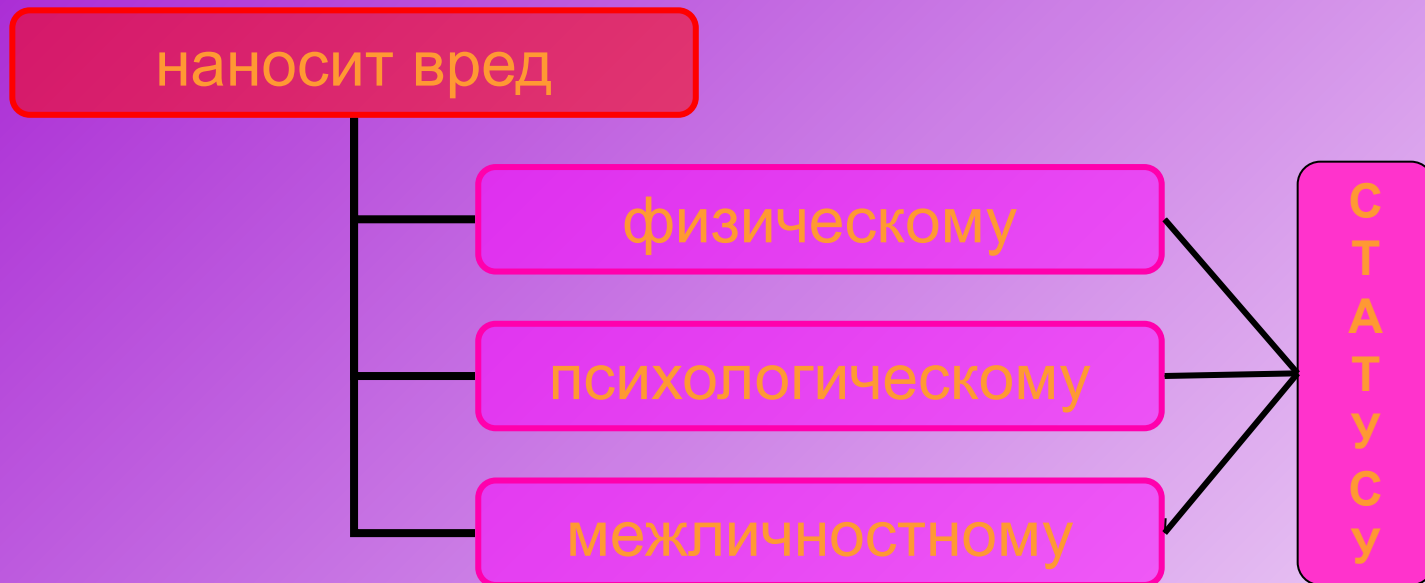 наносит вред
физическому
психологическому
межличностному
С
Т
А
Т
У
С
У